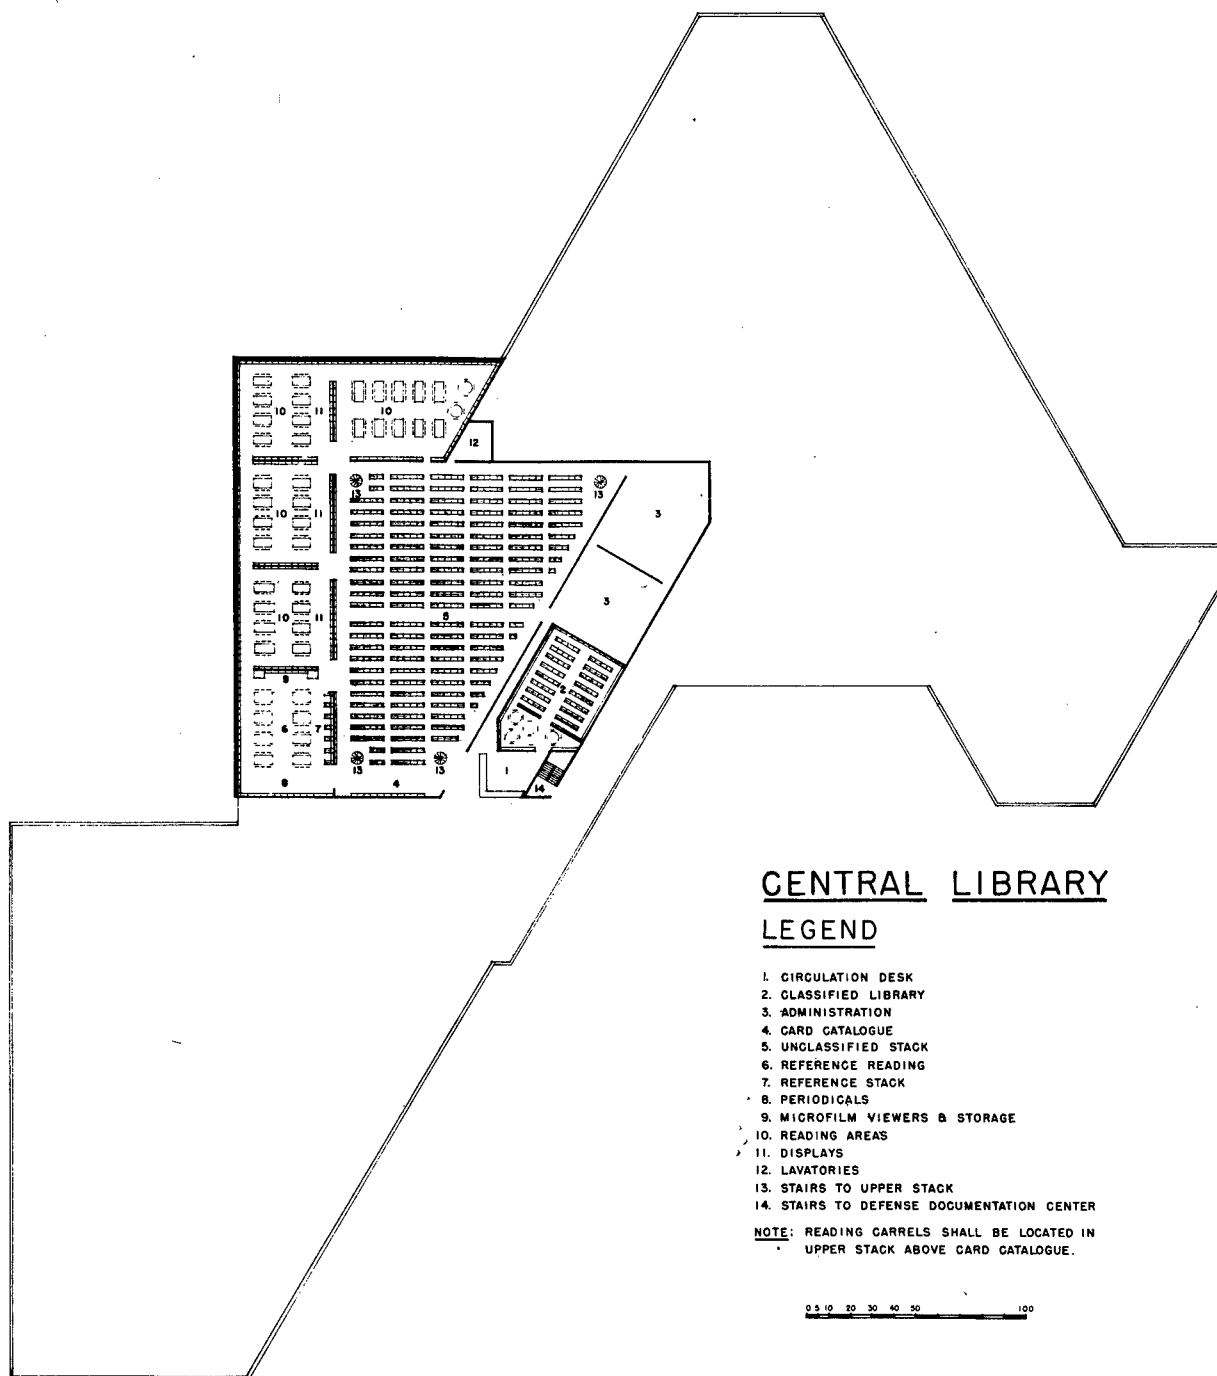 10 11 10
12
13 13
10 11 3
3
10 11 5
9 2
6 7
13 13 1
8 4 14
CENTRAL LIBRARY
LEGEND
1. CIRCULATION DESK
2. CLASSIFIED LIBRARY
3. ADMINISTRATION
4. CARD CATALOGUE
5. UNCLASSIFIED STACK
6. REFERENCE READING
7. REFERENCE STACK
8. PERIODICALS
9. MICROFILM VIEWERS & STORAGE
10. READING AREAS
11. DISPLAYS
12. LAVATORIES
13. STAIRS TO UPPER STACK
14. STAIRS TO DEFENSE DOCUMENTATION CENTER
NOTE: READING CARRELS SHALL BE LOCATED IN
UPPER STACK ABOVE CARD CATALOGUE.
0 5 10 20 30 40 50 100